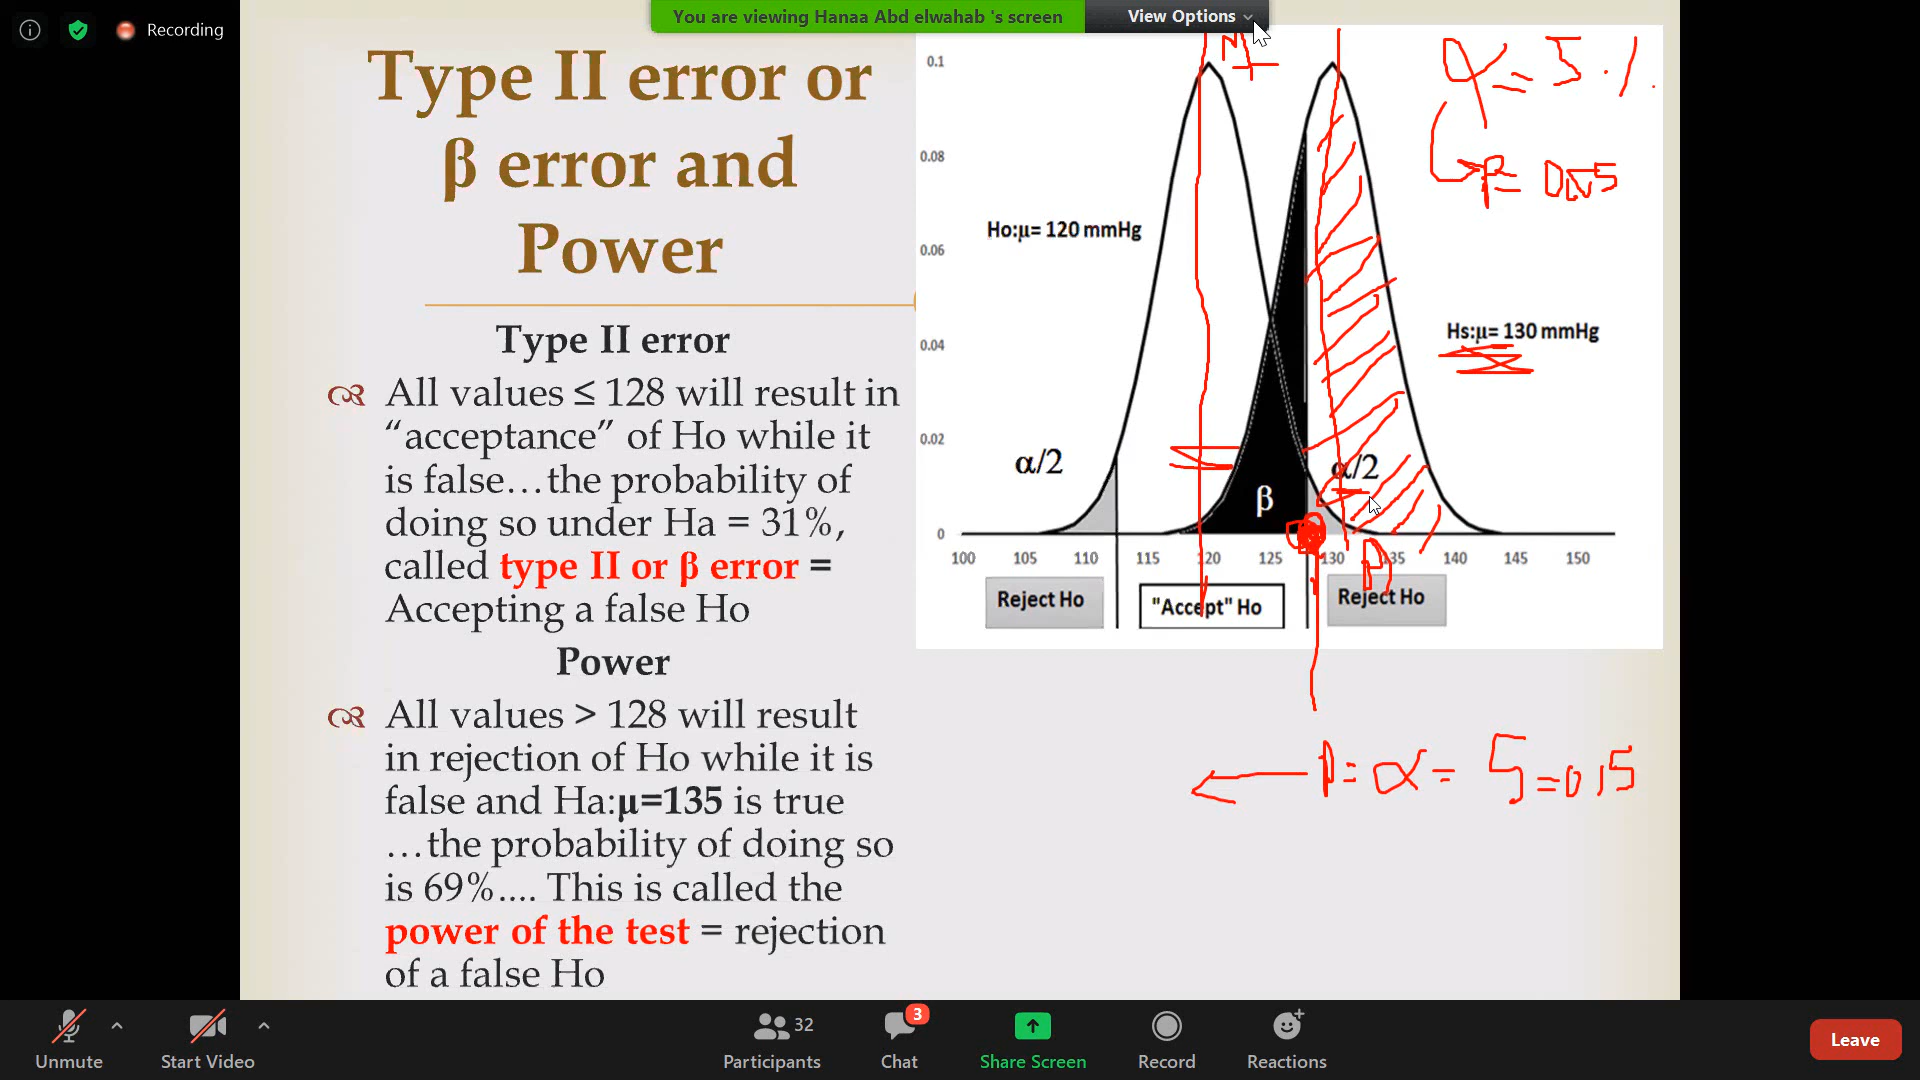 Recording
You are viewing Hanaa Abd elwahab 's screen
View Options
Type II error or
β error and
Power
Type II error
All values ≤ 128 will result in
“acceptance” of Ho while it
is false…the probability of
doing so under Ha = 31%,
called type II or β error =
Accepting a false Ho
Power
All values > 128 will result
in rejection of Ho while it is
false and Ha:μ=135 is true
…the probability of doing so
is 69%.... This is called the
power of the test = rejection
of a false Ho
0.1
0.08
0.06
0.04
0.02
0
Ho:μ= 120 mmHg
Hs:μ= 130 mmHg
α/2
α/2
β
100 105 110 115 120 125 130 135 140 145 150
Reject Ho
"Accept" Ho
Reject Ho
α = 5 %
Unmute
Start Video
32
Participants
3
Chat
Share Screen
Record
Reactions
Leave